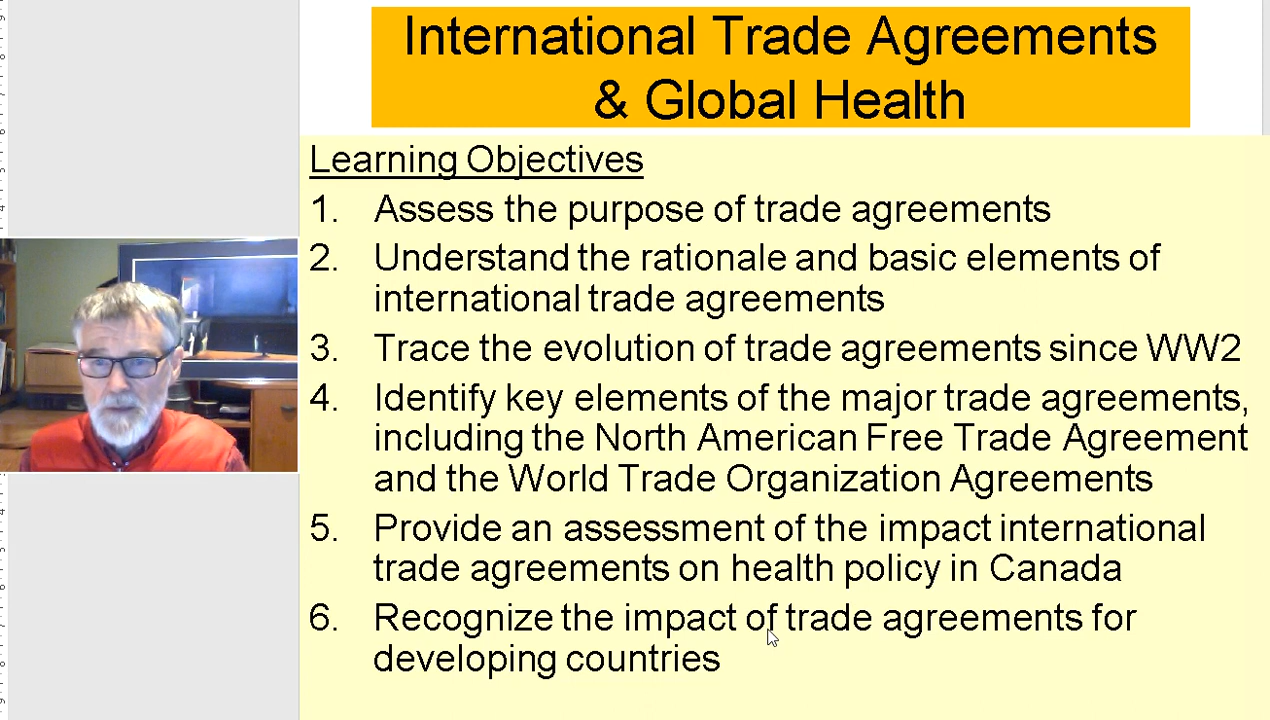 International Trade Agreements
& Global Health
Learning Objectives
1. Assess the purpose of trade agreements
2. Understand the rationale and basic elements of
international trade agreements
3. Trace the evolution of trade agreements since WW2
4. Identify key elements of the major trade agreements,
including the North American Free Trade Agreement
and the World Trade Organization Agreements
5. Provide an assessment of the impact international
trade agreements on health policy in Canada
6. Recognize the impact of trade agreements for
developing countries